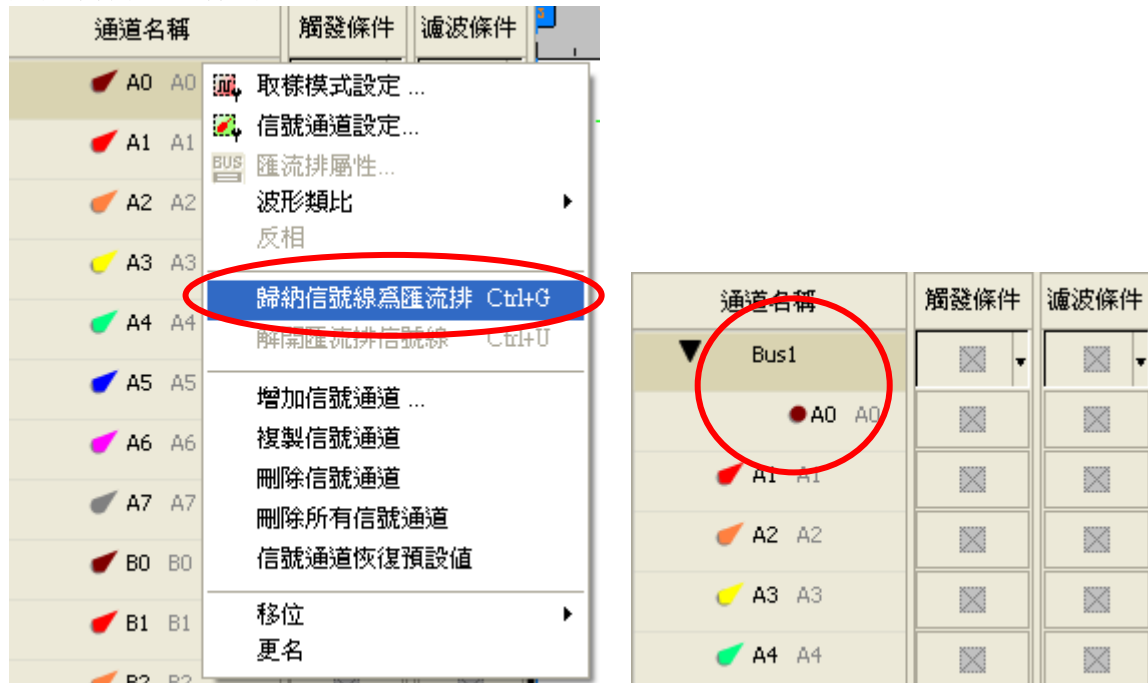 通道名稱 觸發條件 濾波條件
A0 A0
A1 A1
A2 A2
A3 A3
A4 A4
A5 A5
A6 A6
A7 A7
B0 B0
B1 B1
B2 B2
取樣模式設定 ...
信號通道設定...
BUS 匯流排屬性...
波形類比
反相
歸納信號線爲匯流排 Ctrl+G
解開匯流排信號線 Ctrl+U
增加信號通道 ...
複製信號通道
刪除信號通道
刪除所有信號通道
信號通道恢復預設值
移位
更名
通道名稱 觸發條件 濾波條件
Bus1
A0 A0
A1 A1
A2 A2
A3 A3
A4 A4